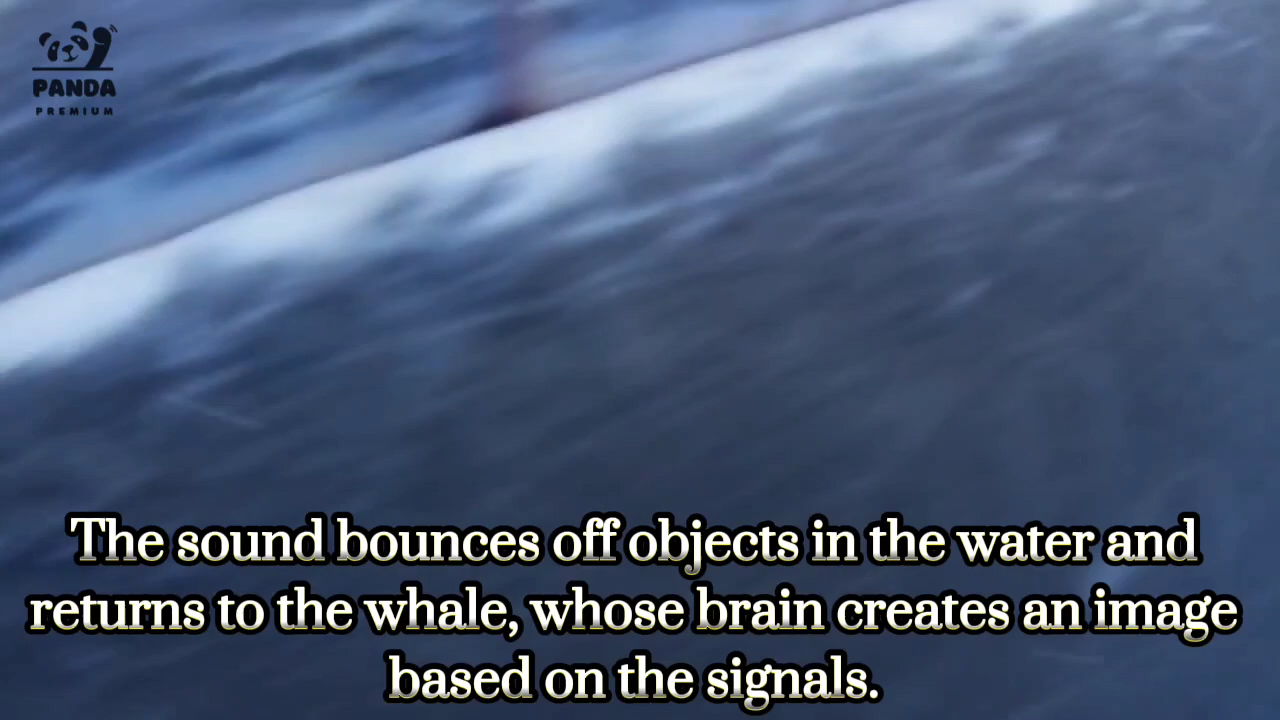 PANDA
PREMIUM
The sound bounces off objects in the water and
returns to the whale, whose brain creates an image
based on the signals.